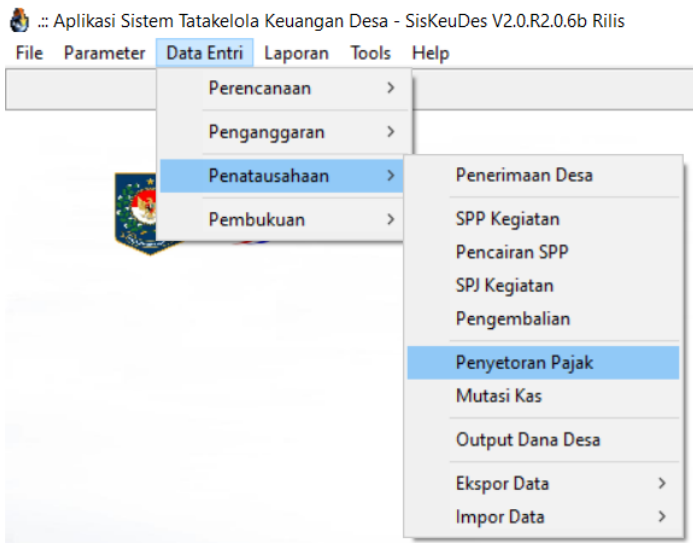 .:: Aplikasi Sistem Tatakelola Keuangan Desa - SisKeuDes V2.0.R2.0.6b Rilis
File Parameter Data Entri Laporan Tools Help
Perencanaan
Penganggaran
Penatausahaan
Pembukuan
Penerimaan Desa
SPP Kegiatan
Pencairan SPP
SPJ Kegiatan
Pengembalian
Penyetoran Pajak
Mutasi Kas
Output Dana Desa
Ekspor Data
Impor Data